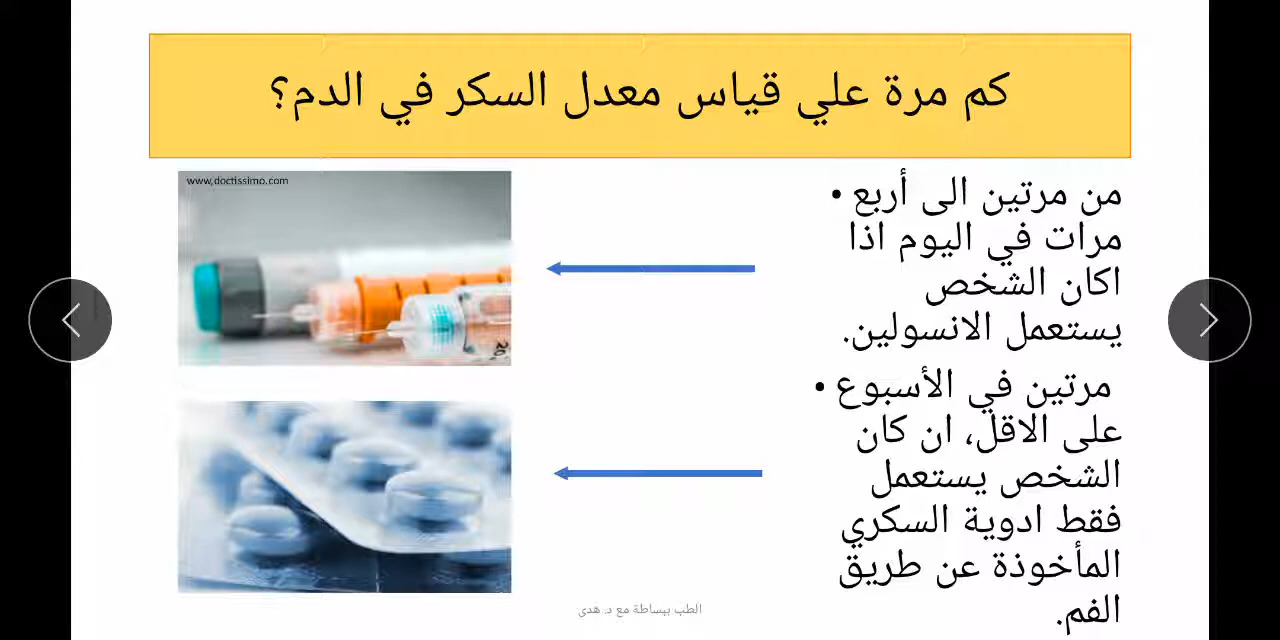 كم مرة علي قياس معدل السكر في الدم؟
www.doctissimo.com
• من مرتين الى أربع
مرات في اليوم اذا
اكان الشخص
يستعمل الانسولين.
• مرتين في الأسبوع
على الاقل، ان كان
الشخص يستعمل
فقط ادوية السكري
المأخوذة عن طريق
الفم.
الطب ببساطة مع د. هدى